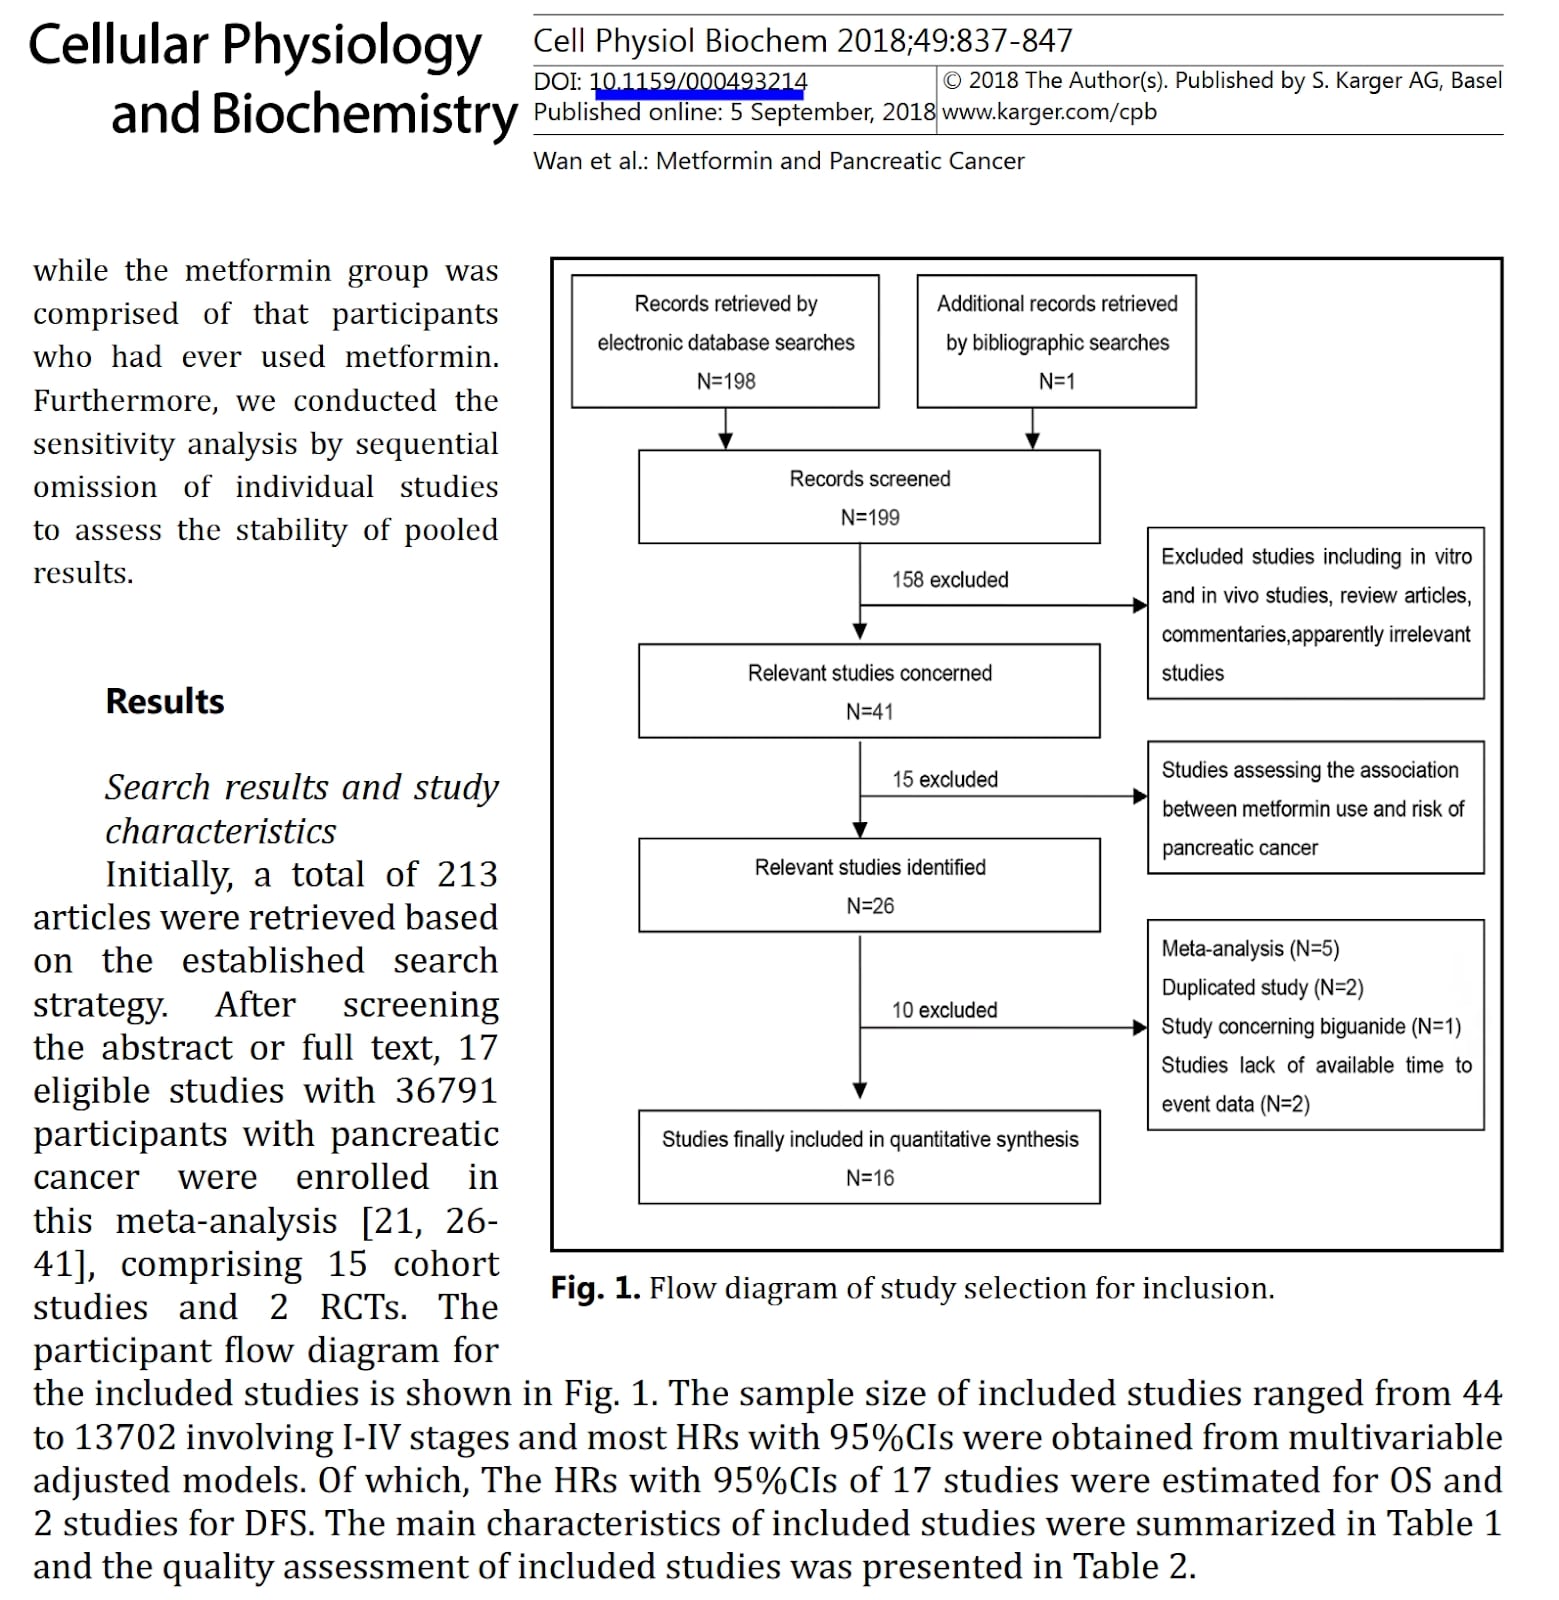 Cellular Physiology
and Biochemistry
Cell Physiol Biochem 2018;49:837-847
DOI: 10.1159/000493214
Published online: 5 September, 2018
© 2018 The Author(s). Published by S. Karger AG, Basel
www.karger.com/cpb
Wan et al.: Metformin and Pancreatic Cancer
while the metformin group was
comprised of that participants
who had ever used metformin.
Furthermore, we conducted the
sensitivity analysis by sequential
omission of individual studies
to assess the stability of pooled
results.
Results
Search results and study
characteristics
Initially, a total of 213
articles were retrieved based
on the established search
strategy. After screening
the abstract or full text, 17
eligible studies with 36791
participants with pancreatic
cancer were enrolled in
this meta-analysis [21, 26-
41], comprising 15 cohort
studies and 2 RCTs. The
participant flow diagram for
the included studies is shown in Fig. 1. The sample size of included studies ranged from 44
to 13702 involving I-IV stages and most HRs with 95%CIs were obtained from multivariable
adjusted models. Of which, The HRs with 95%CIs of 17 studies were estimated for OS and
2 studies for DFS. The main characteristics of included studies were summarized in Table 1
and the quality assessment of included studies was presented in Table 2.
Records retrieved by
electronic database searches
N=198
Additional records retrieved
by bibliographic searches
N=1
Records screened
N=199
158 excluded
Excluded studies including in vitro
and in vivo studies, review articles,
commentaries,apparently irrelevant
studies
Relevant studies concerned
N=41
15 excluded
Studies assessing the association
between metformin use and risk of
pancreatic cancer
Relevant studies identified
N=26
10 excluded
Meta-analysis (N=5)
Duplicated study (N=2)
Study concerning biguanide (N=1)
Studies lack of available time to
event data (N=2)
Studies finally included in quantitative synthesis
N=16
Fig. 1. Flow diagram of study selection for inclusion.